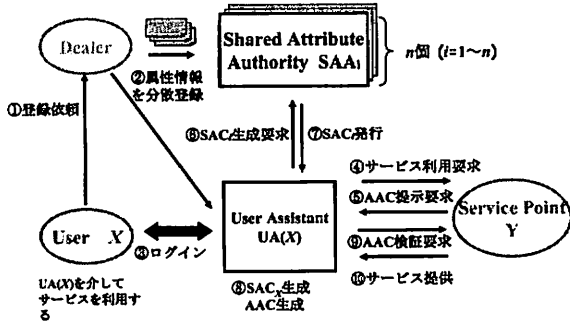 Dealer
Shared Attribute
Authority SAAi
n個 (i=1～n)
②属性情報
を分散登録
①登録依頼
⑥SACi生成要求
⑦SACi発行
④サービス利用要求
⑤AAC提示要求
User X
③ログイン
User Assistant
UA(X)
Service Point
Y
⑨AAC検証要求
⑩サービス提供
UA(X)を介して
サービスを利用す
る
⑧SACx生成
AAC生成